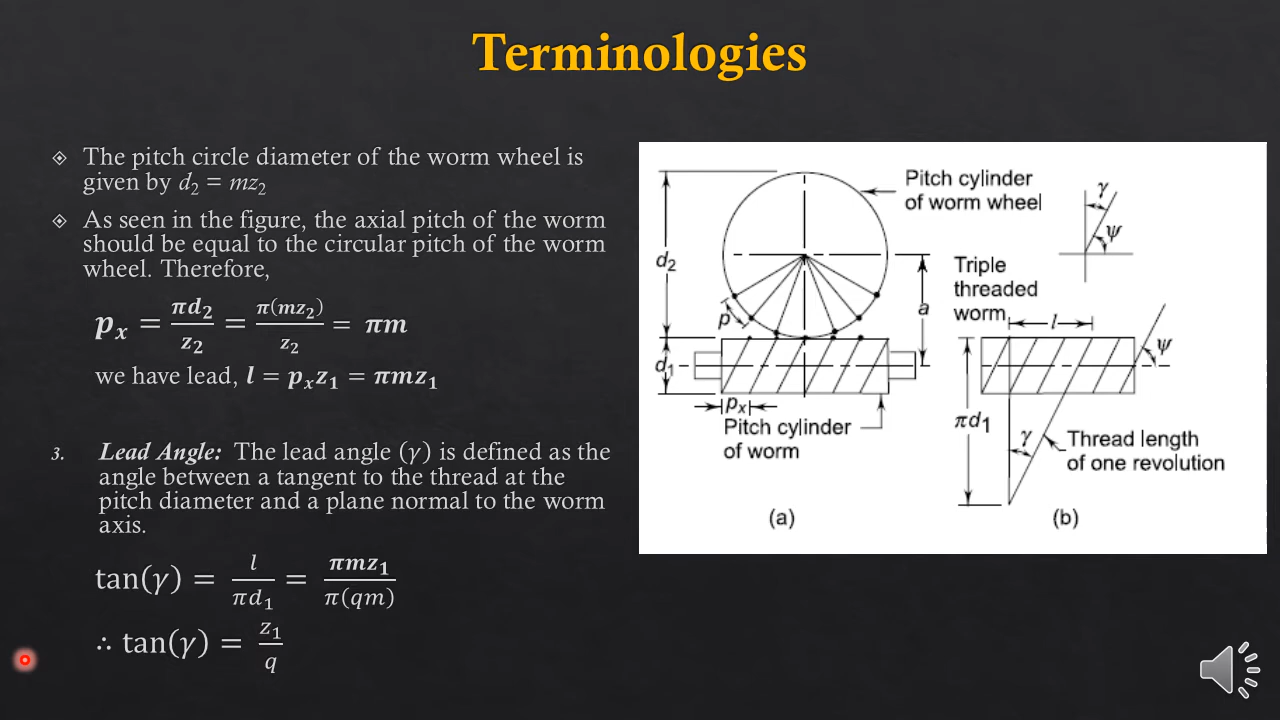 Terminologies
The pitch circle diameter of the worm wheel is
given by d₂ = mz₂
As seen in the figure, the axial pitch of the worm
should be equal to the circular pitch of the worm
wheel. Therefore,
pₓ = πd₂/z₂ = π(mz₂)/z₂ = πm
we have lead, l = pₓz₁ = πmz₁
3. Lead Angle: The lead angle (γ) is defined as the
angle between a tangent to the thread at the
pitch diameter and a plane normal to the worm
axis.
tan(γ) = l/πd₁ = πmz₁/π(qm)
∴ tan(γ) = z₁/q
Pitch cylinder
of worm wheel
d₂
p
a
d₁
pₓ
Pitch cylinder
of worm
(a)
γ
ψ
Triple
threaded
worm
l
ψ
πd₁
γ
Thread length
of one revolution
(b)